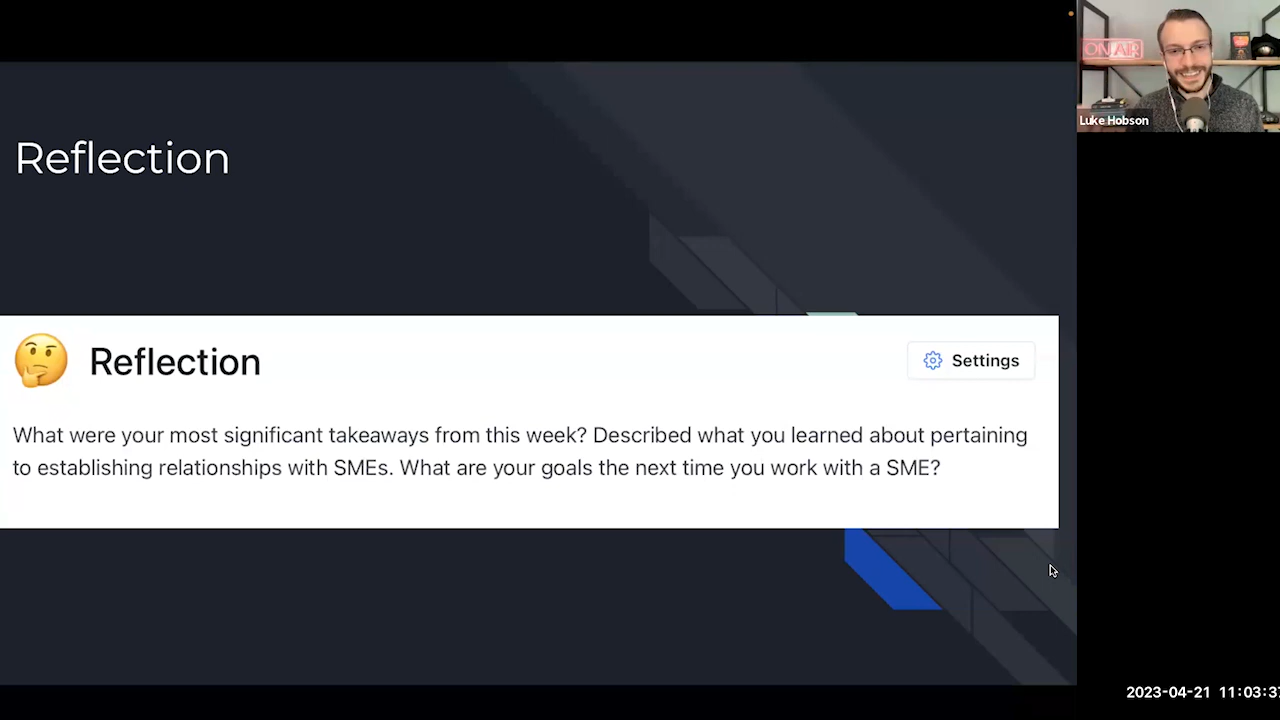 ON AIR
Luke Hobson
Reflection
Reflection
Settings
What were your most significant takeaways from this week? Described what you learned about pertaining
to establishing relationships with SMEs. What are your goals the next time you work with a SME?
2023-04-21 11:03:37